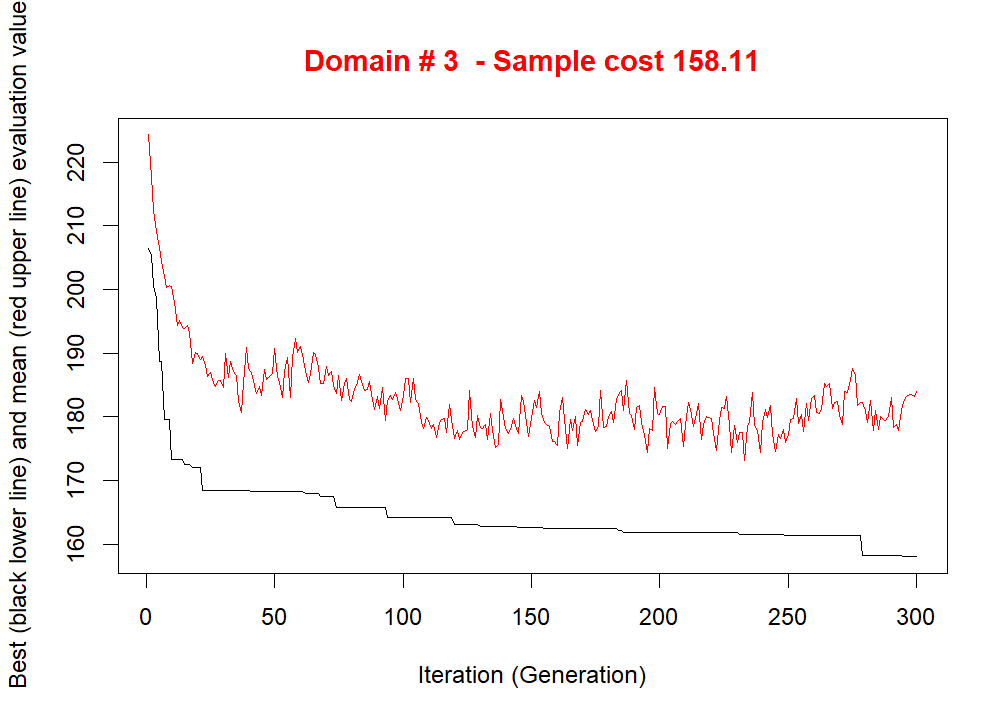 Domain # 3  - Sample cost 158.11
Best (black lower line) and mean (red upper line) evaluation value
220
210
200
190
180
170
160
0 50 100 150 200 250 300
Iteration (Generation)